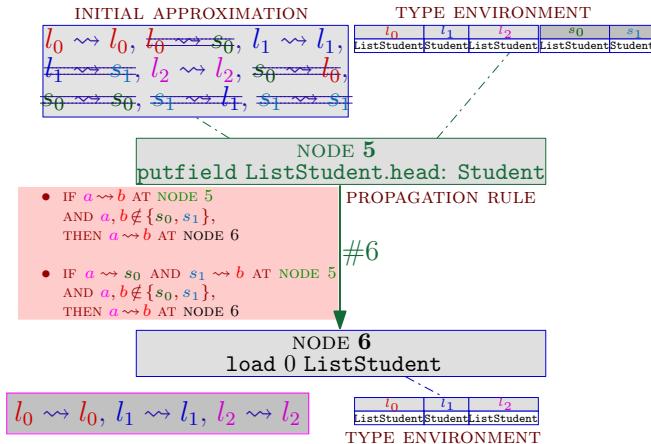 INITIAL APPROXIMATION
l₀ ⇝ l₀, l₀ ⇝ s₀, l₁ ⇝ l₁,
l₁ ⇝ s₁, l₂ ⇝ l₂, s₀ ⇝ l₀,
s₀ ⇝ s₀, s₁ ⇝ l₁, s₁ ⇝ s₁
TYPE ENVIRONMENT
l₀ l₁ l₂ s₀ s₁
ListStudent Student ListStudent ListStudent Student
NODE 5
putfield ListStudent.head: Student
PROPAGATION RULE
#6
• IF a ⇝ b AT NODE 5
AND a, b ∉ {s₀, s₁},
THEN a ⇝ b AT NODE 6
• IF a ⇝ s₀ AND s₁ ⇝ b AT NODE 5
AND a, b ∉ {s₀, s₁},
THEN a ⇝ b AT NODE 6
NODE 6
load 0 ListStudent
l₀ ⇝ l₀, l₁ ⇝ l₁, l₂ ⇝ l₂
l₀ l₁ l₂
ListStudent Student ListStudent
TYPE ENVIRONMENT